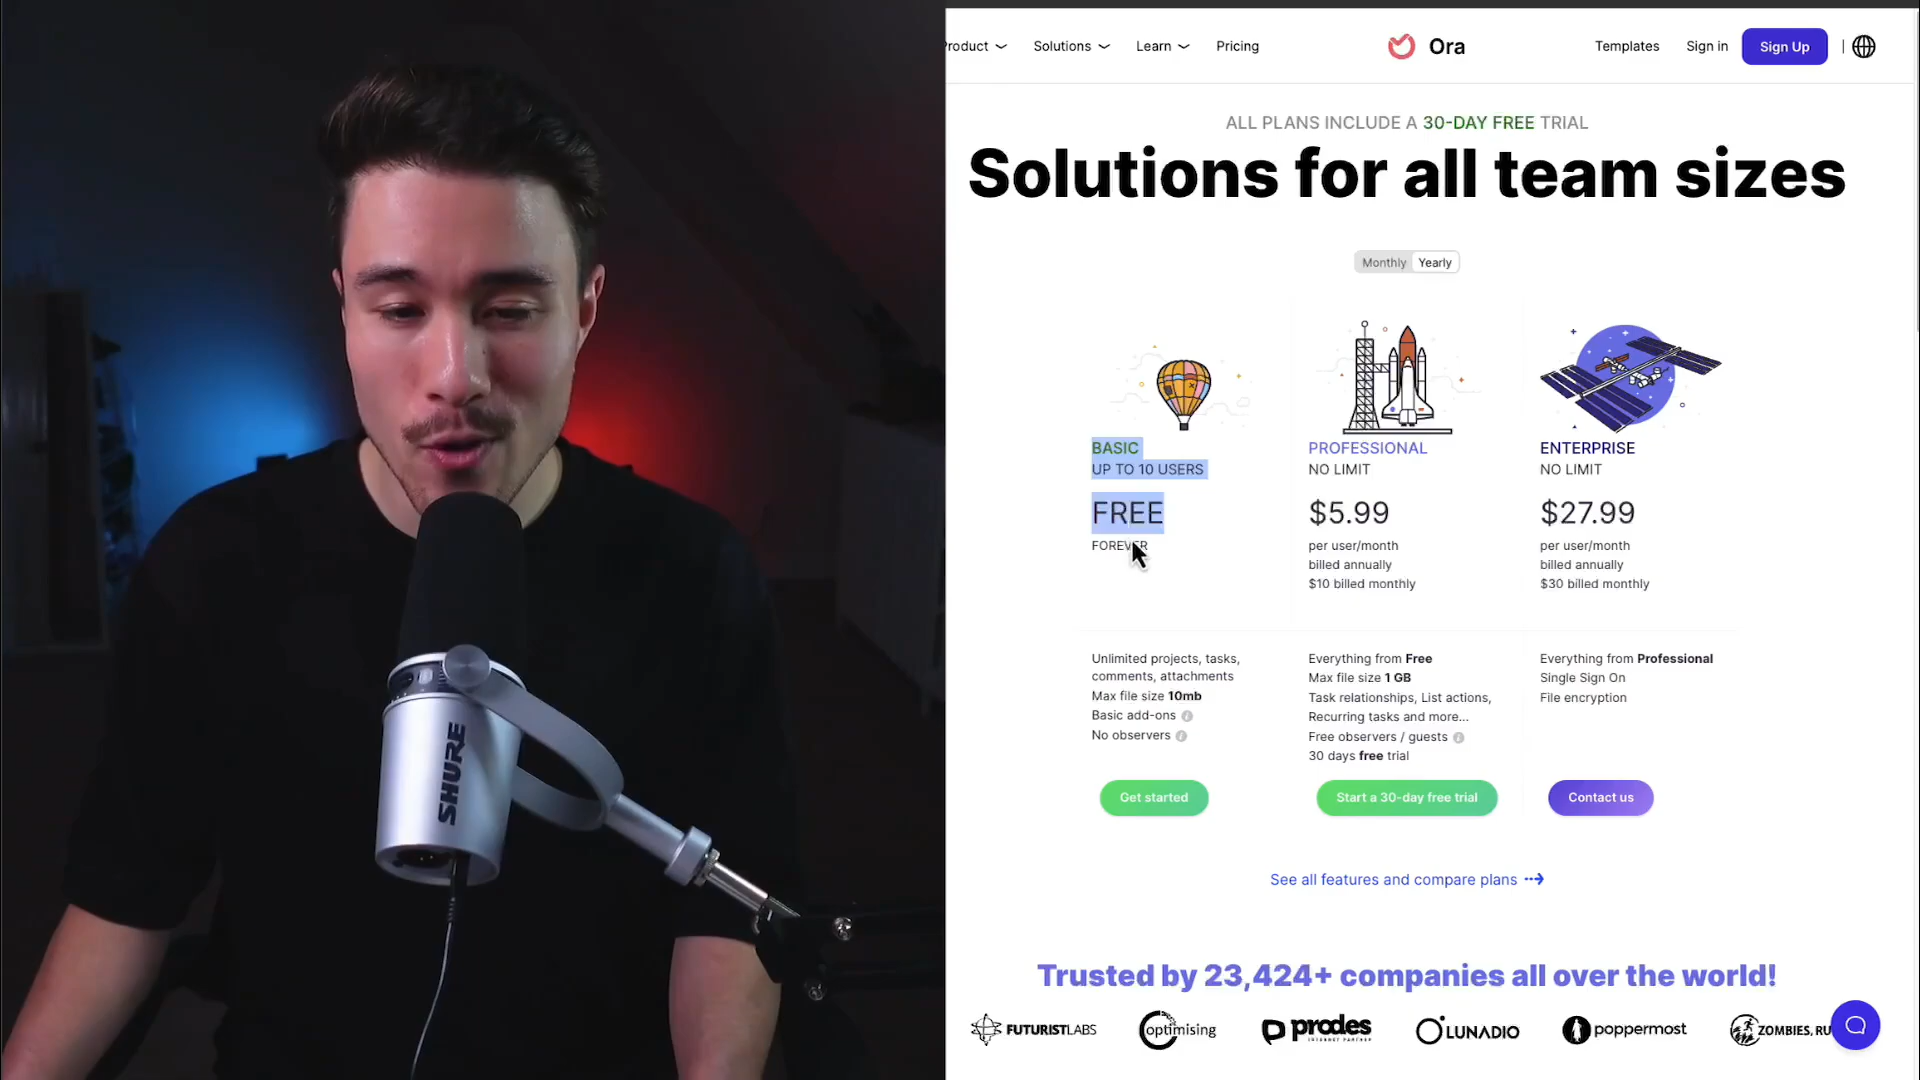 Product
Solutions
Learn
Pricing
Ora
Templates
Sign in
Sign Up
ALL PLANS INCLUDE A 30-DAY FREE TRIAL
Solutions for all team sizes
Monthly
Yearly
BASIC
UP TO 10 USERS
FREE
FOREVER
PROFESSIONAL
NO LIMIT
$5.99
per user/month
billed annually
$10 billed monthly
ENTERPRISE
NO LIMIT
$27.99
per user/month
billed annually
$30 billed monthly
Unlimited projects, tasks,
comments, attachments
Max file size 10mb
Basic add-ons
No observers
Get started
Everything from Free
Max file size 1 GB
Task relationships, List actions,
Recurring tasks and more...
Free observers / guests
30 days free trial
Start a 30-day free trial
Everything from Professional
Single Sign On
File encryption
Contact us
See all features and compare plans
Trusted by 23,424+ companies all over the world!
FUTURISTLABS
optimising
prodes
INTERNET PARTNER
LUNADIO
poppermost
ZOMBIES, RU
SHURE